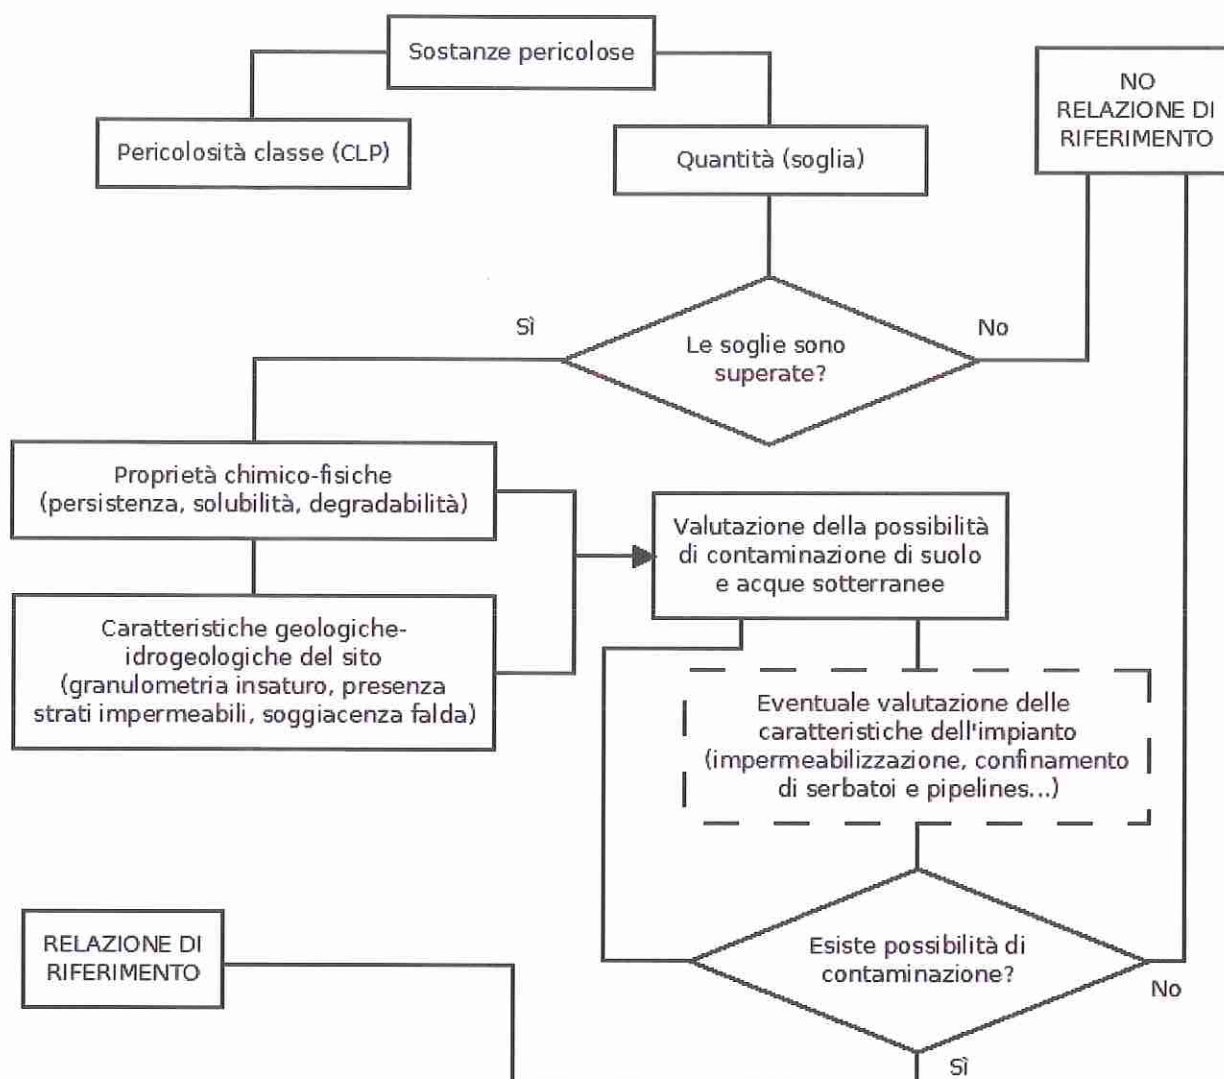 Sostanze pericolose
NO
RELAZIONE DI
RIFERIMENTO
Pericolosità classe (CLP)
Quantità (soglia)
Sì
No
Le soglie sono
superate?
Proprietà chimico-fisiche
(persistenza, solubilità, degradabilità)
Valutazione della possibilità
di contaminazione di suolo
e acque sotterranee
Caratteristiche geologiche-
idrogeologiche del sito
(granulometria insaturo, presenza
strati impermeabili, soggiacenza falda)
Eventuale valutazione delle
caratteristiche dell'impianto
(impermeabilizzazione, confinamento
di serbatoi e pipelines...)
RELAZIONE DI
RIFERIMENTO
Esiste possibilità di
contaminazione?
No
Sì